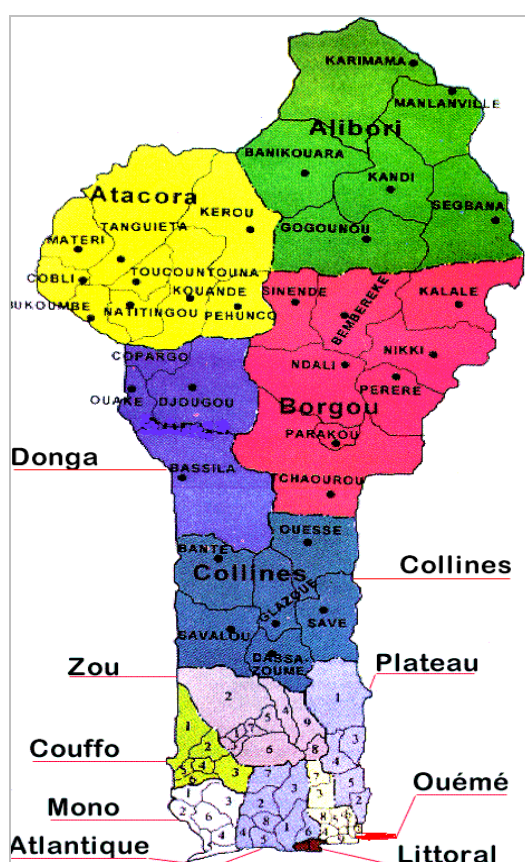 KARIMAMA
MANLANVILLE
Alibori
BANIKOUARA
KANDI
Atacora
SEGBANA
KEROU
TANGUIETA
GOGOUNOU
MATERI
TOUCOUNTOUNA
COBLI
KOUANDE
SINENDE
KALALE
UKOUMBE
NATITINGOU
PEHUNCO
BEMBEREKE
COPARGO
NIKKI
NDALI
OUAKE
DJOUGOU
PERERE
Borgou
PARAKOU
Donga
BASSILA
TCHAOUROU
OUESSE
BANTE
Collines
Collines
GLAZOUE
SAVE
SAVALOU
DASSA-
ZOUME
Zou
Plateau
Couffo
Ouémé
Mono
Atlantique
Littoral